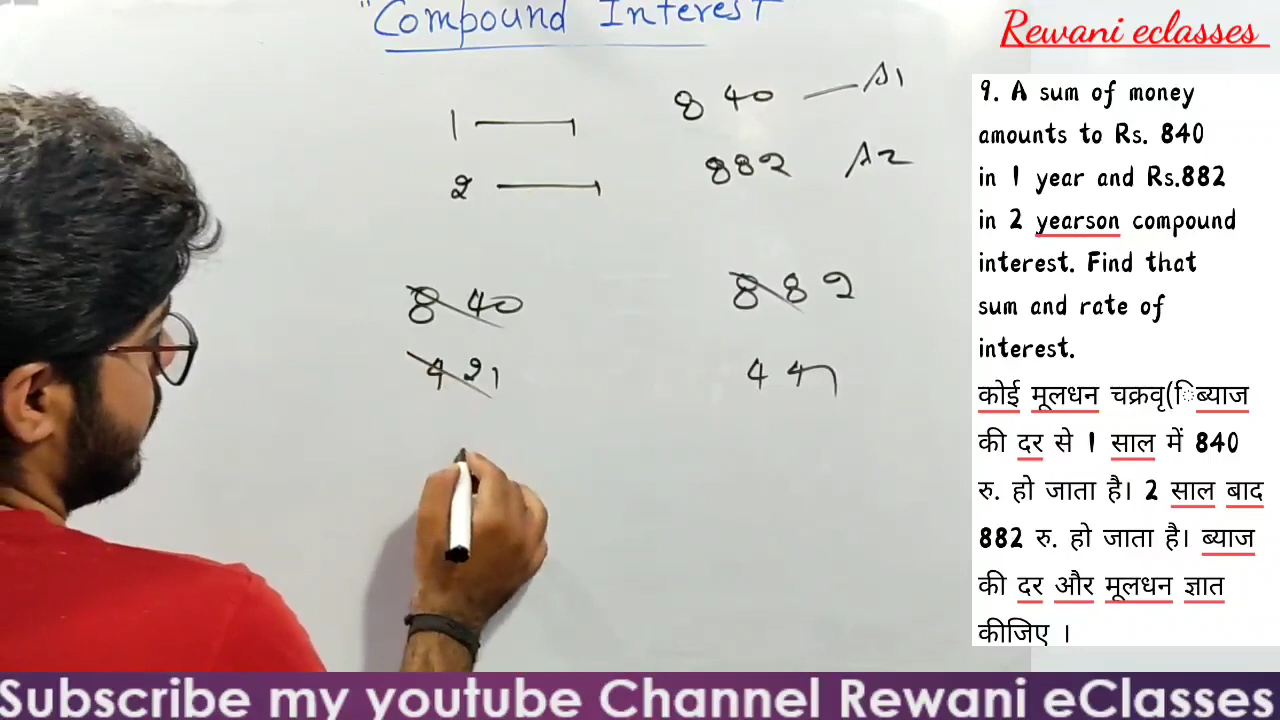 "Compound Interest
Rewani eclasses
1 840 — A1
2 882 A2
840 882
421 441
9. A sum of money
amounts to Rs. 840
in 1 year and Rs.882
in 2 yearson compound
interest. Find that
sum and rate of
interest.
कोई मूलधन चक्रवृ(िब्याज
की दर से 1 साल में 840
रु. हो जाता है। 2 साल बाद
882 रु. हो जाता है। ब्याज
की दर और मूलधन ज्ञात
कीजिए ।
Subscribe my youtube Channel Rewani eClasses